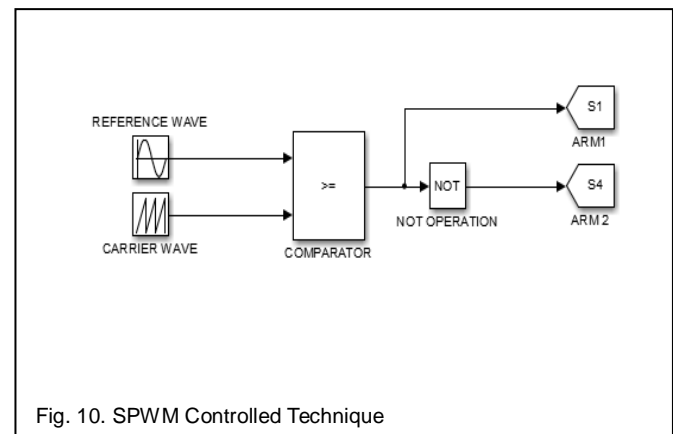 REFERENCE WAVE
CARRIER WAVE
>=
COMPARATOR
NOT
NOT OPERATION
S1
ARM1
S4
ARM 2
Fig. 10. SPWM Controlled Technique